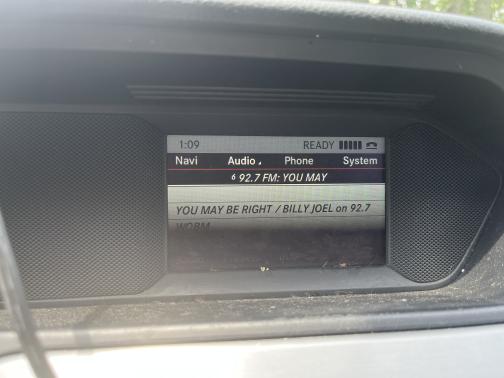 1:09 READY
Navi Audio Phone System
6 92.7 FM: YOU MAY
YOU MAY BE RIGHT / BILLY JOEL on 92.7
WQBM